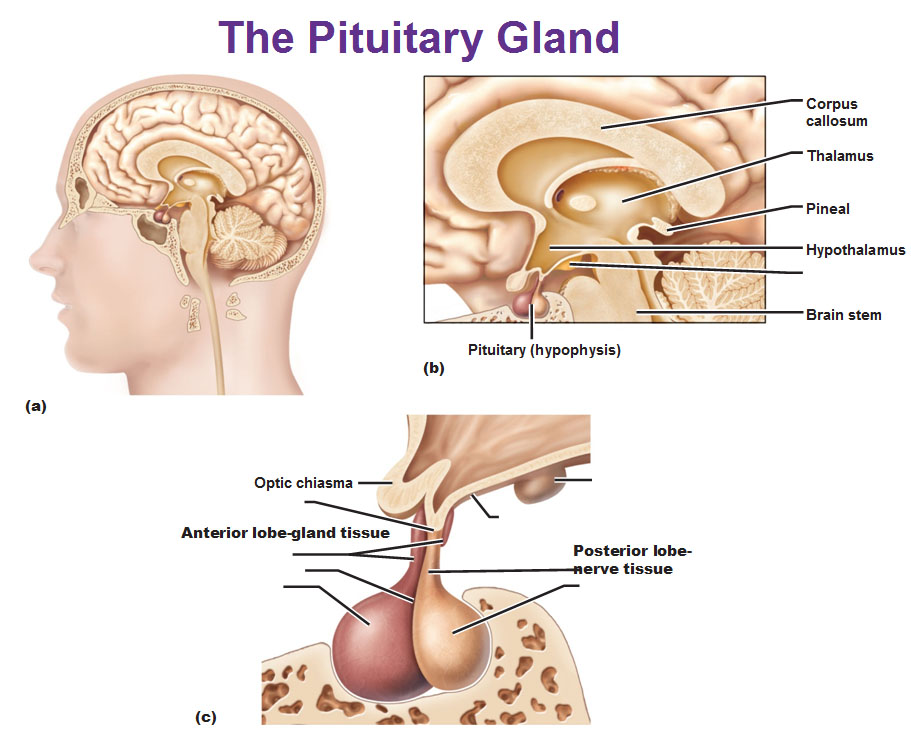 The Pituitary Gland
Corpus
callosum
Thalamus
Pineal
Hypothalamus
Brain stem
Pituitary (hypophysis)
(b)
(a)
Optic chiasma
Anterior lobe-gland tissue
Posterior lobe-
nerve tissue
(c)